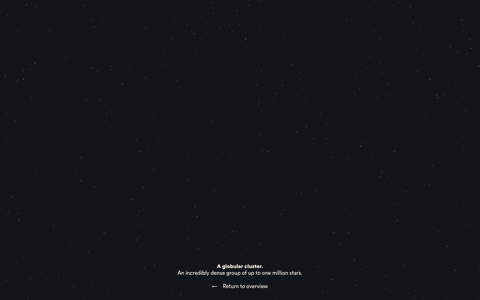 A globular cluster.
An incredibly dense group of up to one million stars.
← Return to overview